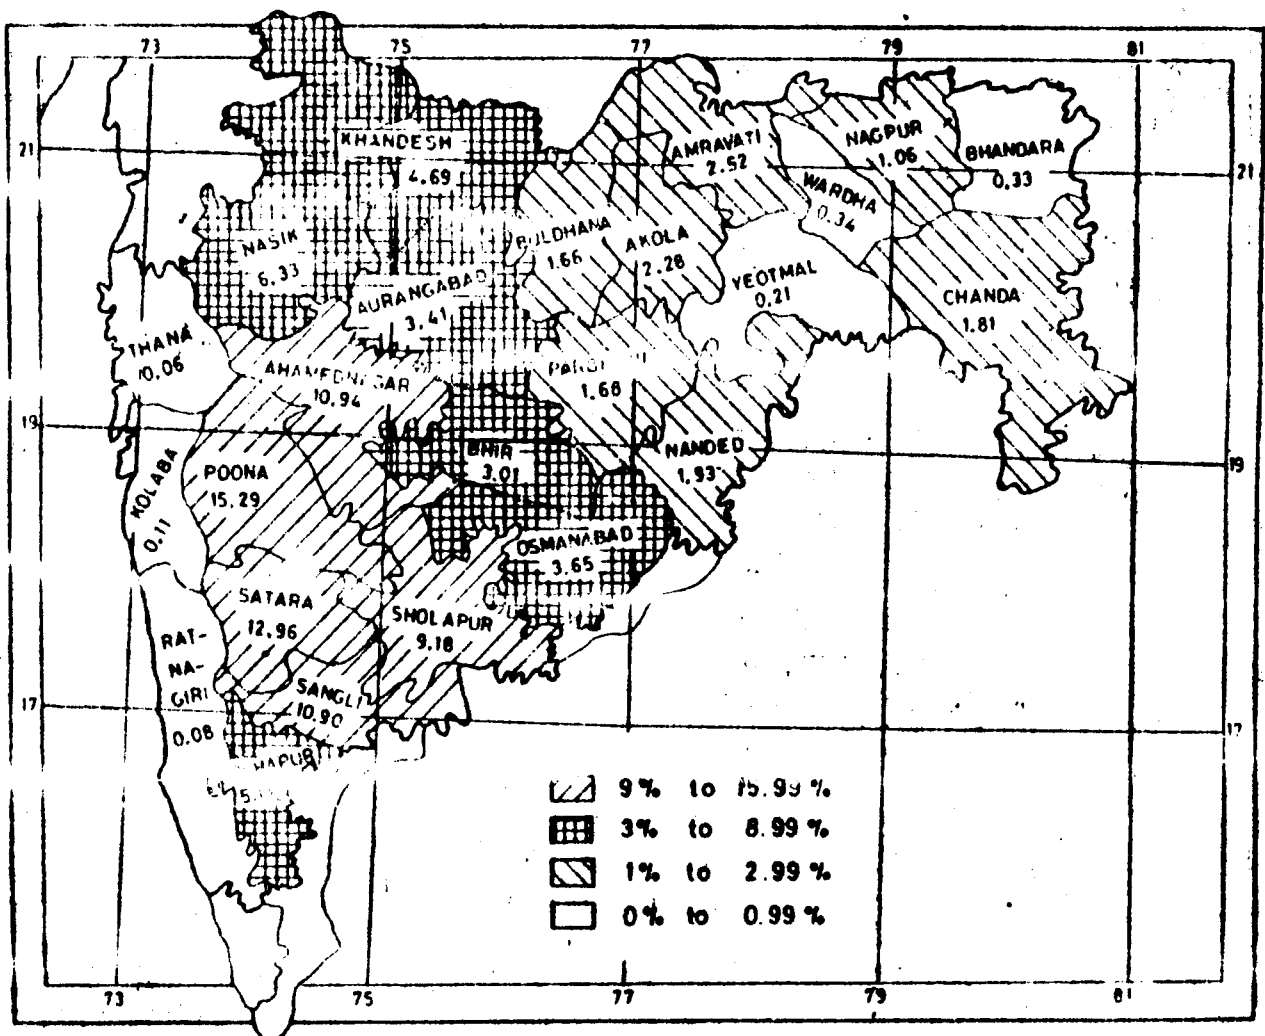 73 75 77 79 81
21 21
KHANDESH
4.69
AMRAVATI
2.52
NAGPUR
1.06
BHANDARA
0.33
WARDHA
0.34
NASIK
6.33
BULDHANA
1.66
AKOLA
2.28
YEOTMAL
0.21
CHANDA
1.81
AURANGABAD
3.41
THANA
0.06
AHAMEDNAGAR
10.94
1.68
19 19
BHIR
3.01
NANDED
1.93
POONA
15.29
KOLABA
0.11
OSMANABAD
3.65
SATARA
12.96
SHOLAPUR
9.18
RAT-
NA-
GIRI
0.08
SANGLI
10.90
17 17
HAPUR
9% to 15.99 %
3% to 8.99 %
1% to 2.99 %
0% to 0.99 %
73 75 77 79 81